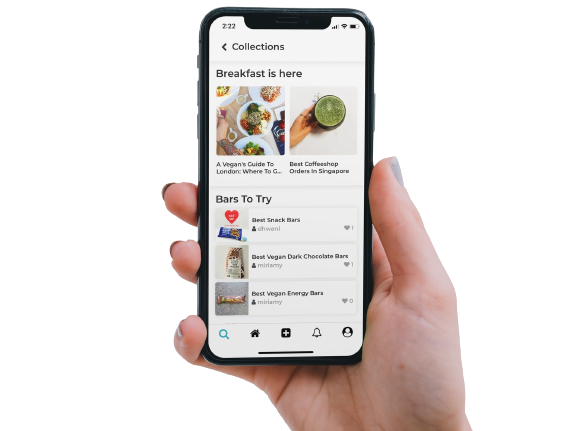 2:22
Collections
Breakfast is here
A Vegan's Guide To
London: Where To G...
Best Coffeeshop
Orders In Singapore
Bars To Try
Best Snack Bars
dhwani
1
Best Vegan Dark Chocolate Bars
miriamy
1
Best Vegan Energy Bars
miriamy
0